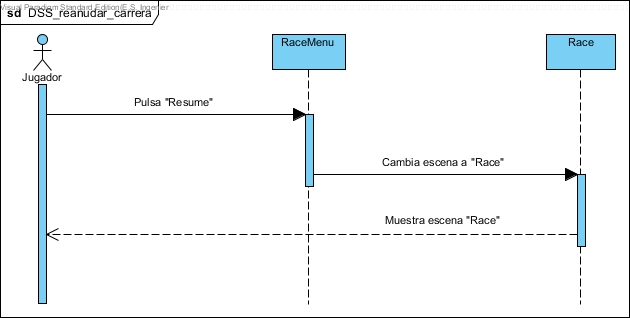 Visual Paradigm Standard Edition(E.S. Ingenier
sd DSS_reanudar_carrera
RaceMenu
Race
Jugador
Pulsa "Resume"
Cambia escena a "Race"
Muestra escena "Race"